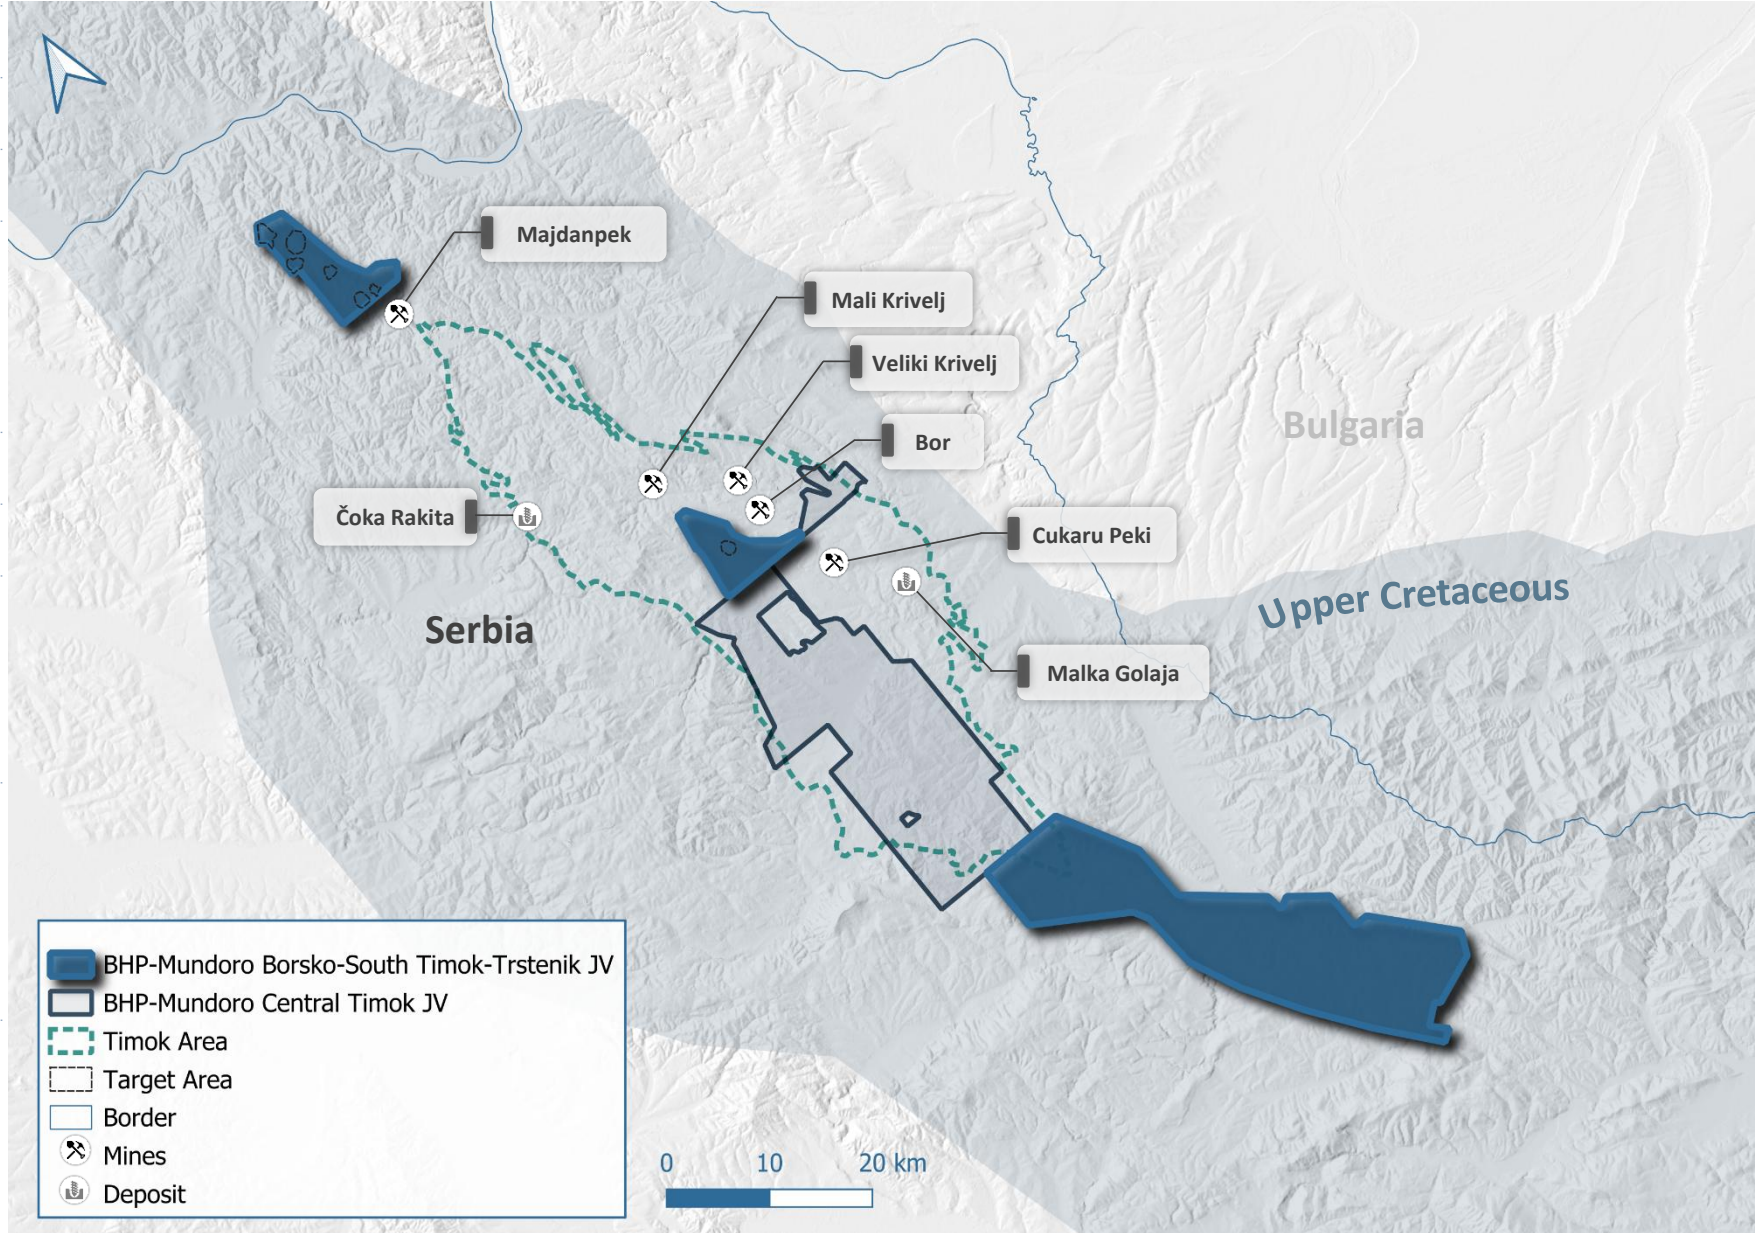 Majdanpek
Mali Krivelj
Veliki Krivelj
Bulgaria
Bor
Čoka Rakita
Cukaru Peki
Upper Cretaceous
Serbia
Malka Golaja
BHP-Mundoro Borsko-South Timok-Trstenik JV
BHP-Mundoro Central Timok JV
Timok Area
Target Area
Border
Mines
Deposit
0 10 20 km